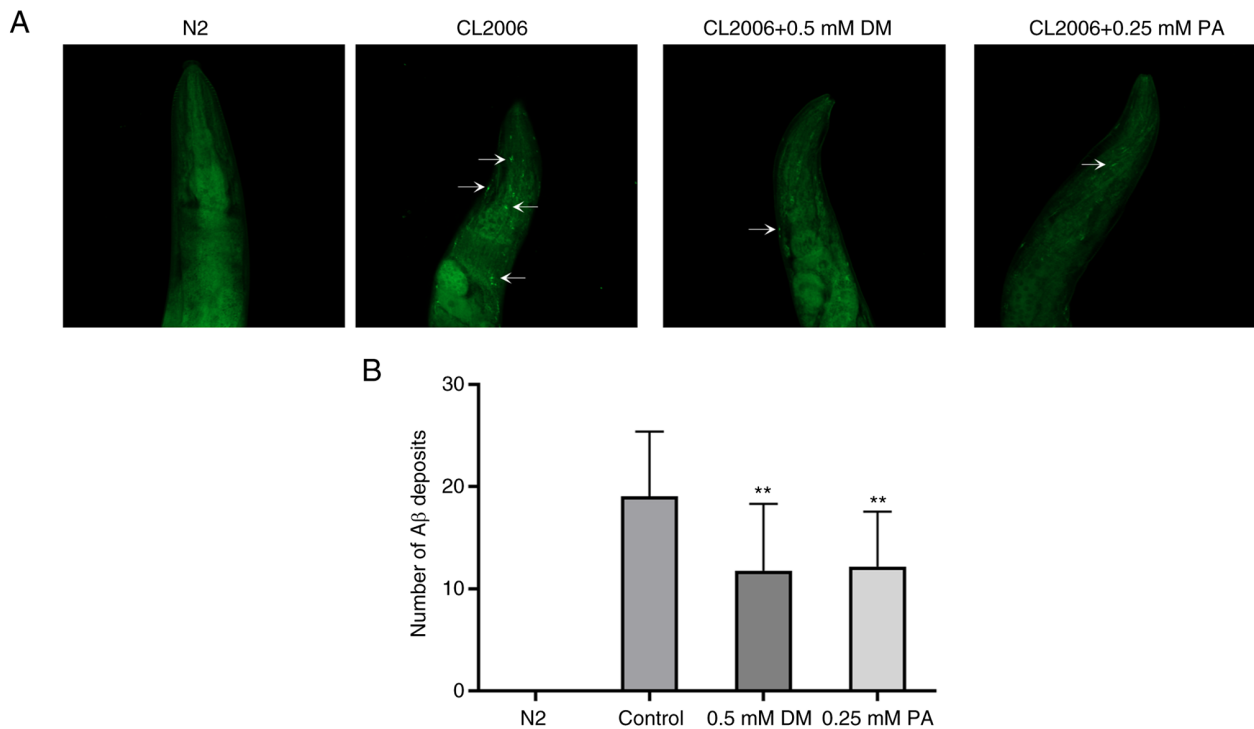 A
N2
CL2006
CL2006+0.5 mM DM
CL2006+0.25 mM PA
B
Number of Aβ deposits
30
20
10
0
**
**
N2
Control
0.5 mM DM
0.25 mM PA